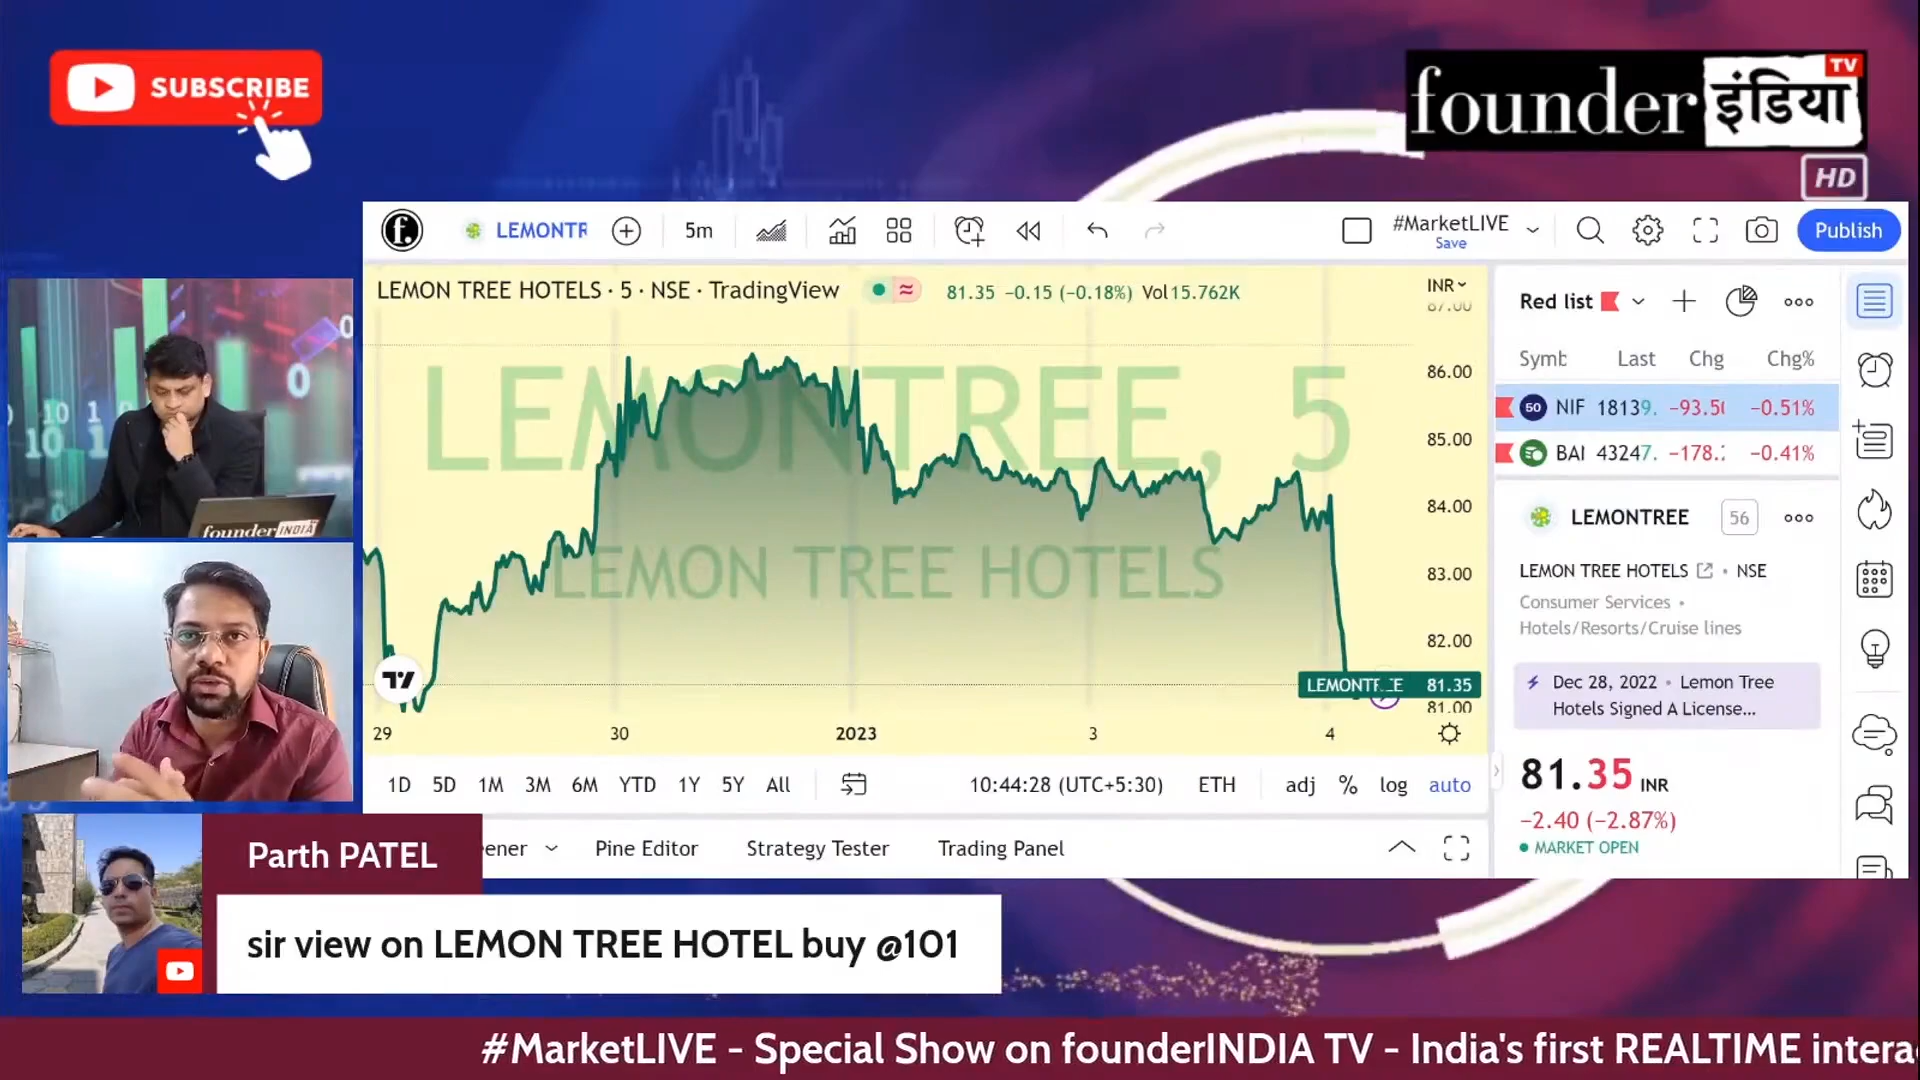 SUBSCRIBE
founder इंडिया TV
HD
f.
LEMONTR
5m
#MarketLIVE
Save
Publish
LEMON TREE HOTELS · 5 · NSE · TradingView
81.35 −0.15 (−0.18%) Vol 15.762K
INR
87.00
86.00
85.00
84.00
83.00
82.00
81.00
LEMONTREE, 5
LEMON TREE HOTELS
LEMONTREE 81.35
29 30 2023 3 4
1D 5D 1M 3M 6M YTD 1Y 5Y All
10:44:28 (UTC+5:30) ETH adj % log auto
Pine Editor Strategy Tester Trading Panel
Red list
Symb Last Chg Chg%
50 NIF 18139. −93.50 −0.51%
BAI 43247. −178.2 −0.41%
LEMONTREE 56
LEMON TREE HOTELS • NSE
Consumer Services •
Hotels/Resorts/Cruise lines
Dec 28, 2022 • Lemon Tree
Hotels Signed A License...
81.35 INR
−2.40 (−2.87%)
MARKET OPEN
founder INDIA
Parth PATEL
sir view on LEMON TREE HOTEL buy @101
#MarketLIVE - Special Show on founderINDIA TV - India's first REALTIME intera